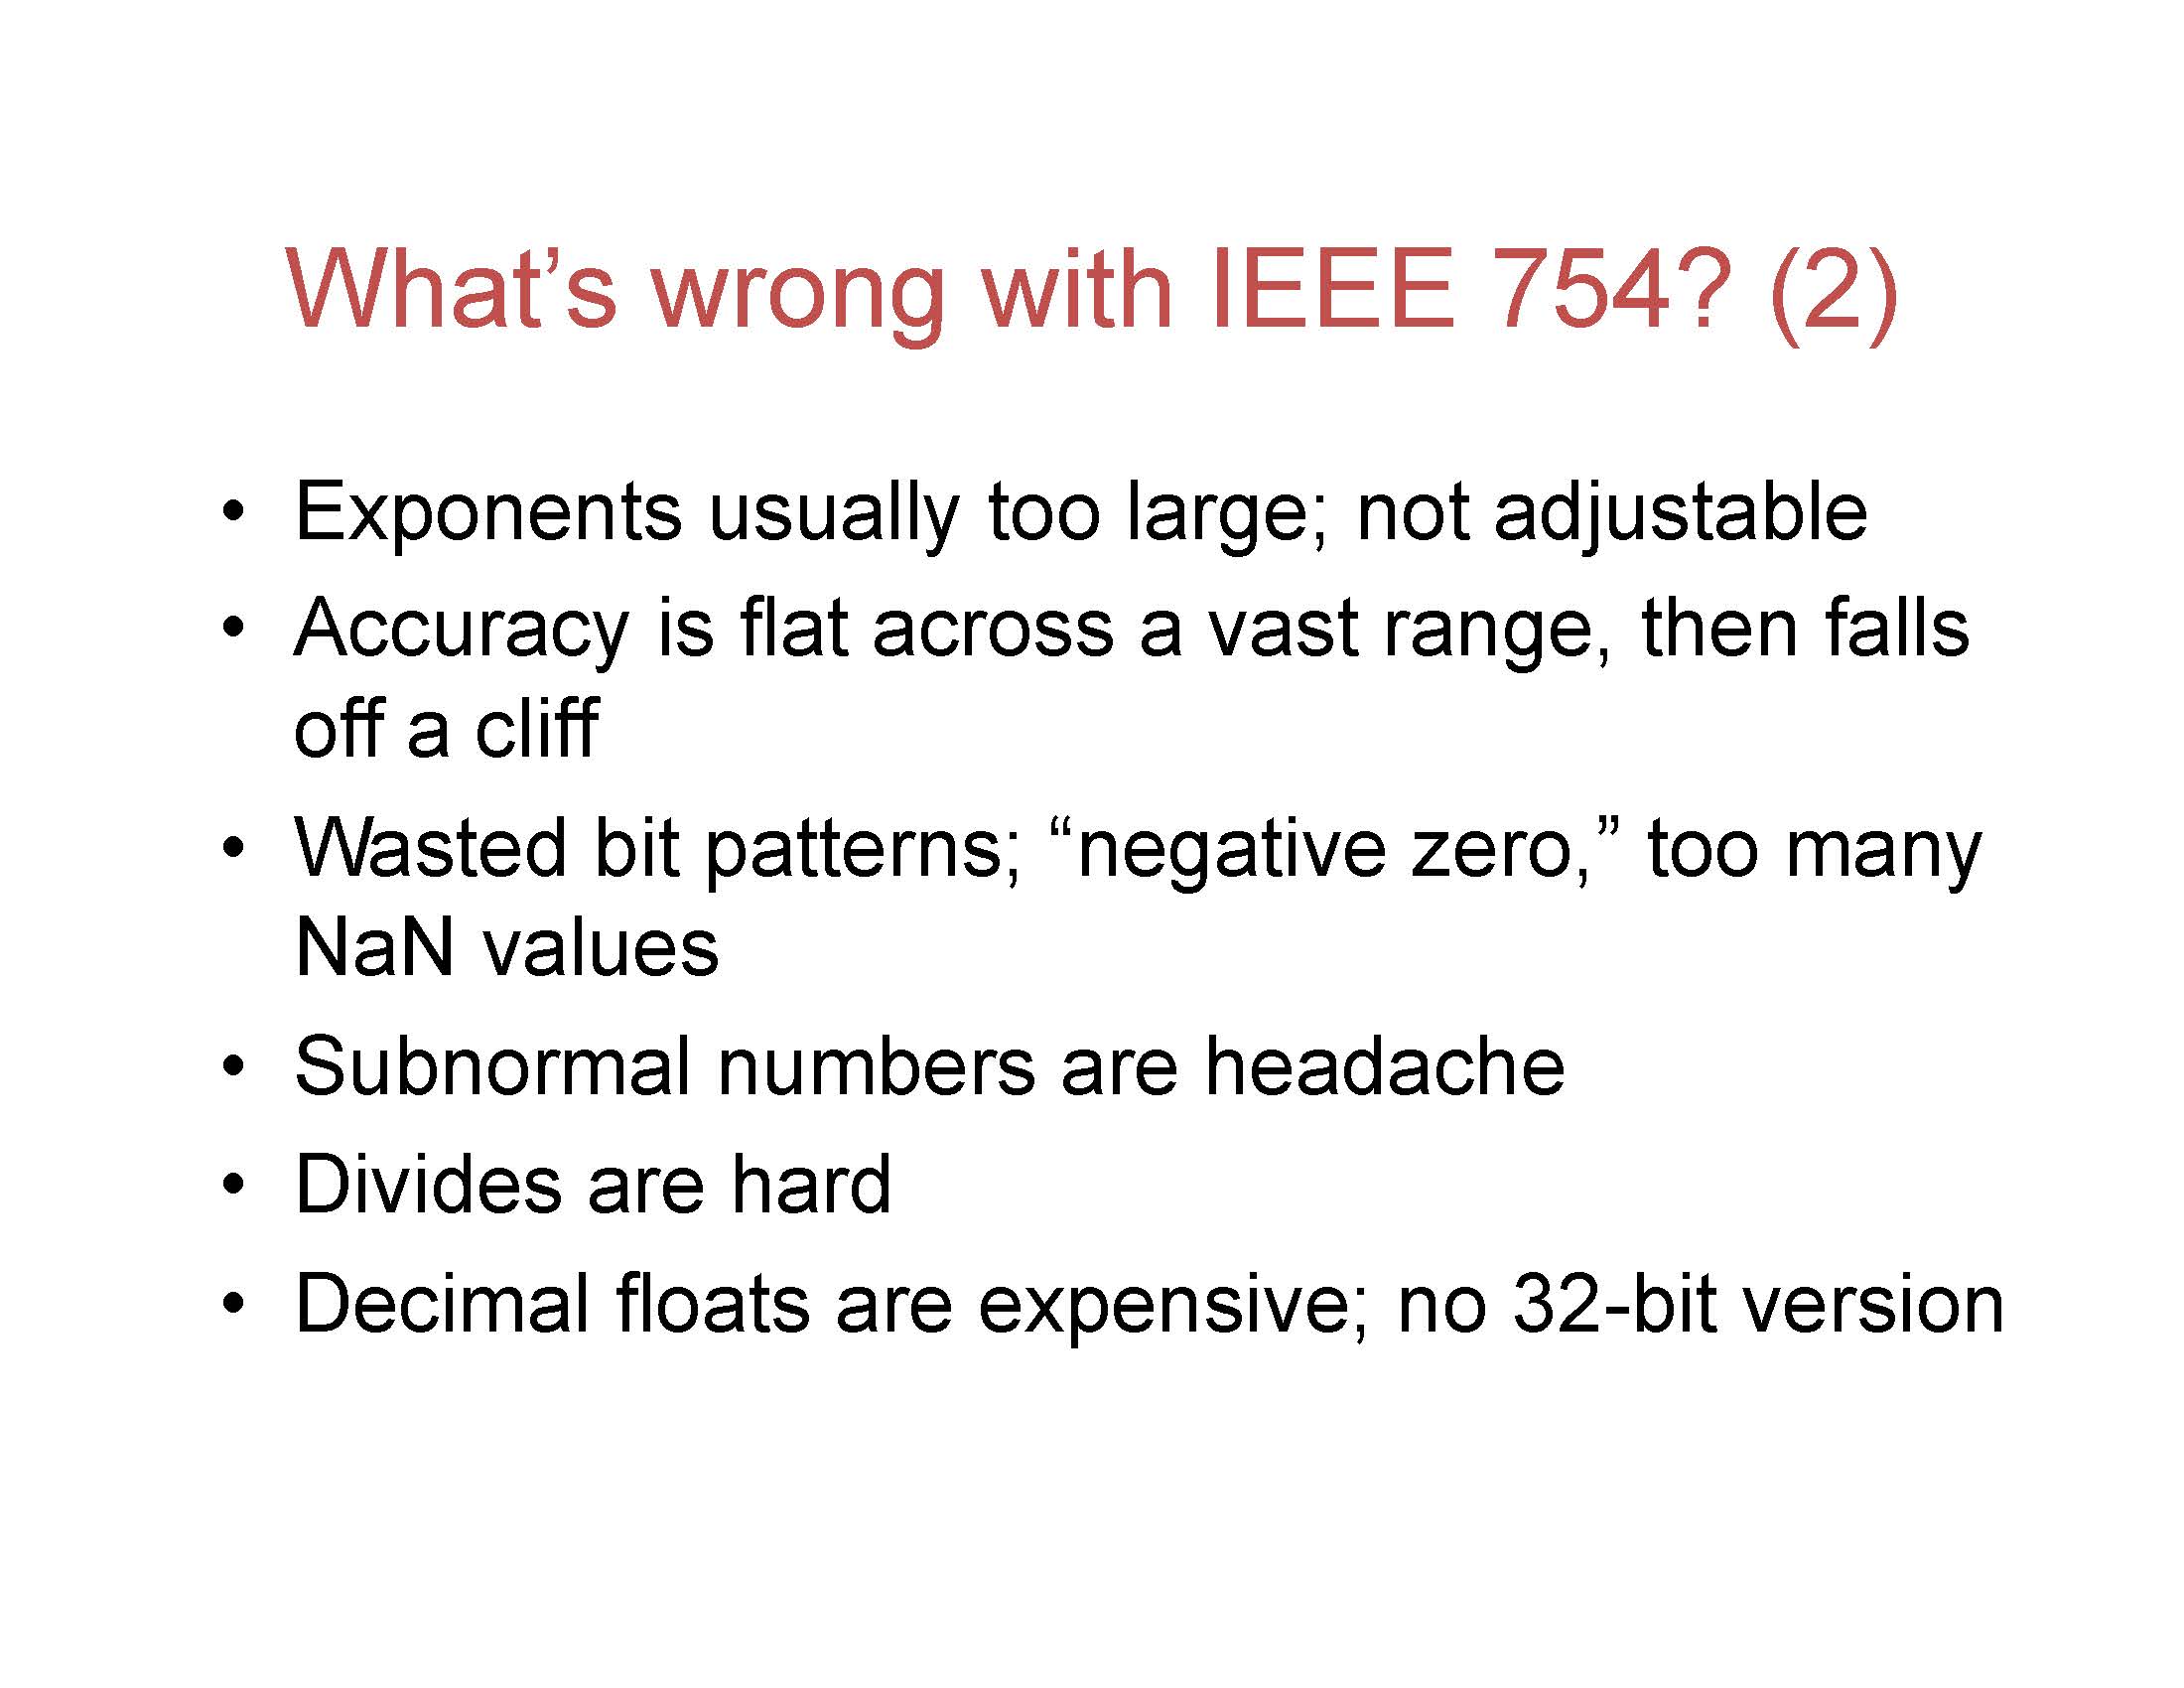 What’s wrong with IEEE 754? (2)
• Exponents usually too large; not adjustable
• Accuracy is flat across a vast range, then falls
off a cliff
• Wasted bit patterns; “negative zero,” too many
NaN values
• Subnormal numbers are headache
• Divides are hard
• Decimal floats are expensive; no 32-bit version